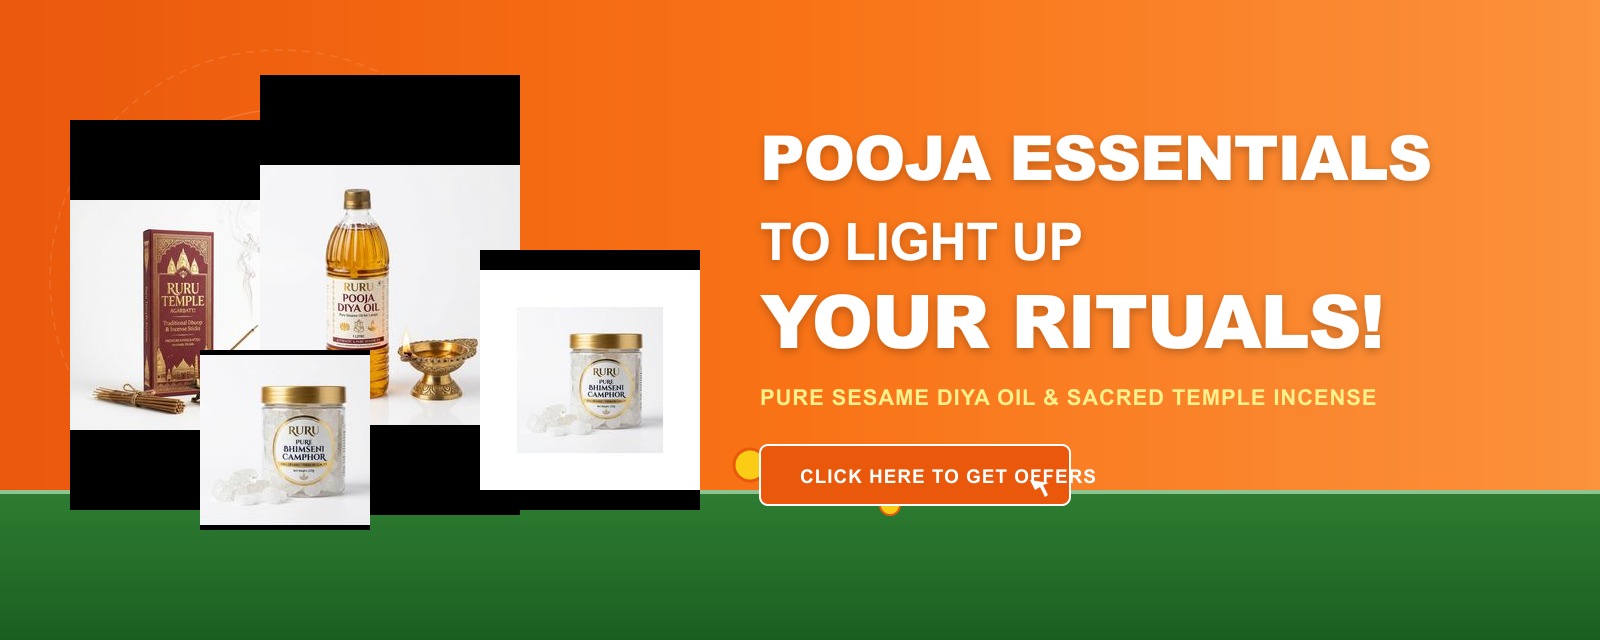 POOJA ESSENTIALS
TO LIGHT UP
YOUR RITUALS!
PURE SESAME DIYA OIL & SACRED TEMPLE INCENSE
CLICK HERE TO GET OFFERS
RURU
TEMPLE
AGARBATTI
Traditional Dhoop
& Incense Sticks
RURU
POOJA
DIYA OIL
1 LITRE
RURU
PURE
BHIMSENI
CAMPHOR
RURU
PURE
BHIMSENI
CAMPHOR